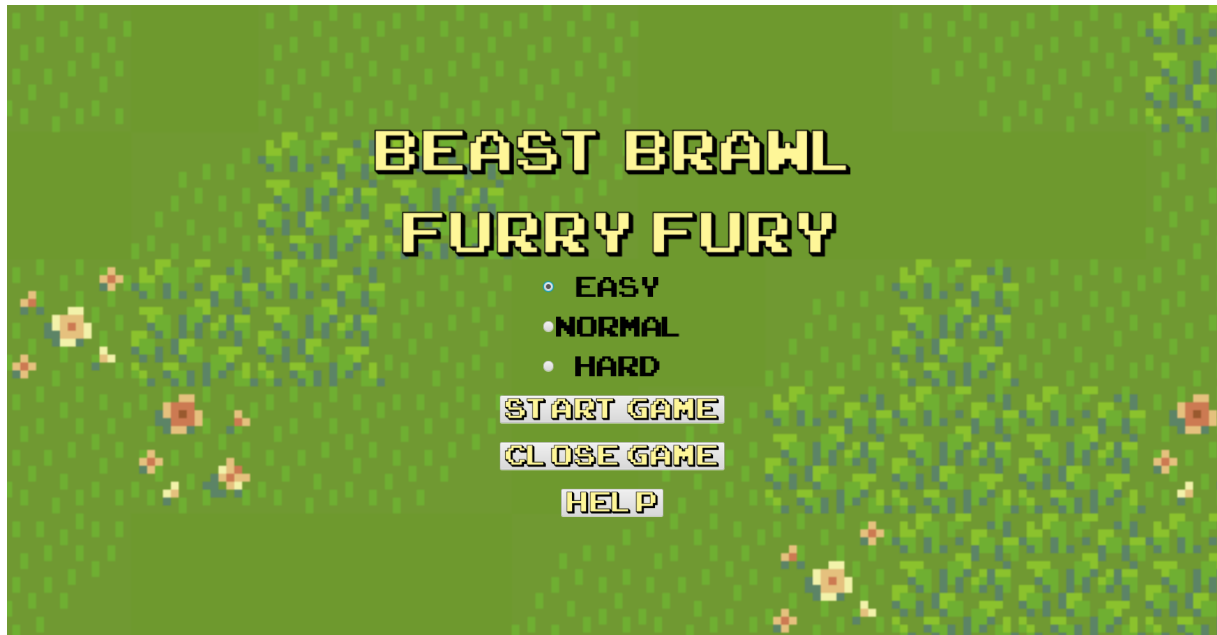 BEAST BRAWL
FURRY FURY
EASY
NORMAL
HARD
START GAME
CLOSE GAME
HELP